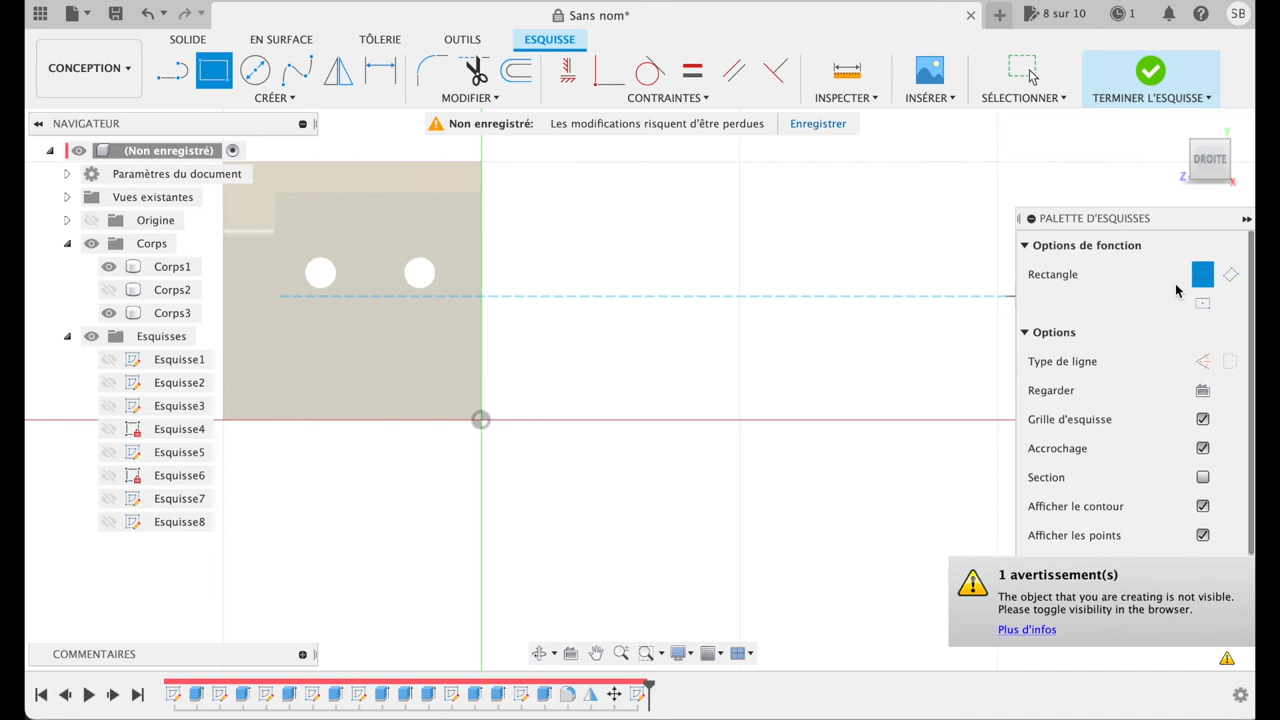 Sans nom*
8 sur 10
1
SB
CONCEPTION
SOLIDE
EN SURFACE
TÔLERIE
OUTILS
ESQUISSE
CRÉER
MODIFIER
CONTRAINTES
INSPECTER
INSÉRER
SÉLECTIONNER
TERMINER L'ESQUISSE
NAVIGATEUR
Non enregistré:
Les modifications risquent d'être perdues
Enregistrer
(Non enregistré)
Paramètres du document
Vues existantes
Origine
Corps
Corps1
Corps2
Corps3
Esquisses
Esquisse1
Esquisse2
Esquisse3
Esquisse4
Esquisse5
Esquisse6
Esquisse7
Esquisse8
Y
DROITE
Z
X
PALETTE D'ESQUISSES
Options de fonction
Rectangle
Options
Type de ligne
Regarder
Grille d'esquisse
Accrochage
Section
Afficher le contour
Afficher les points
1 avertissement(s)
The object that you are creating is not visible.
Please toggle visibility in the browser.
Plus d'infos
COMMENTAIRES